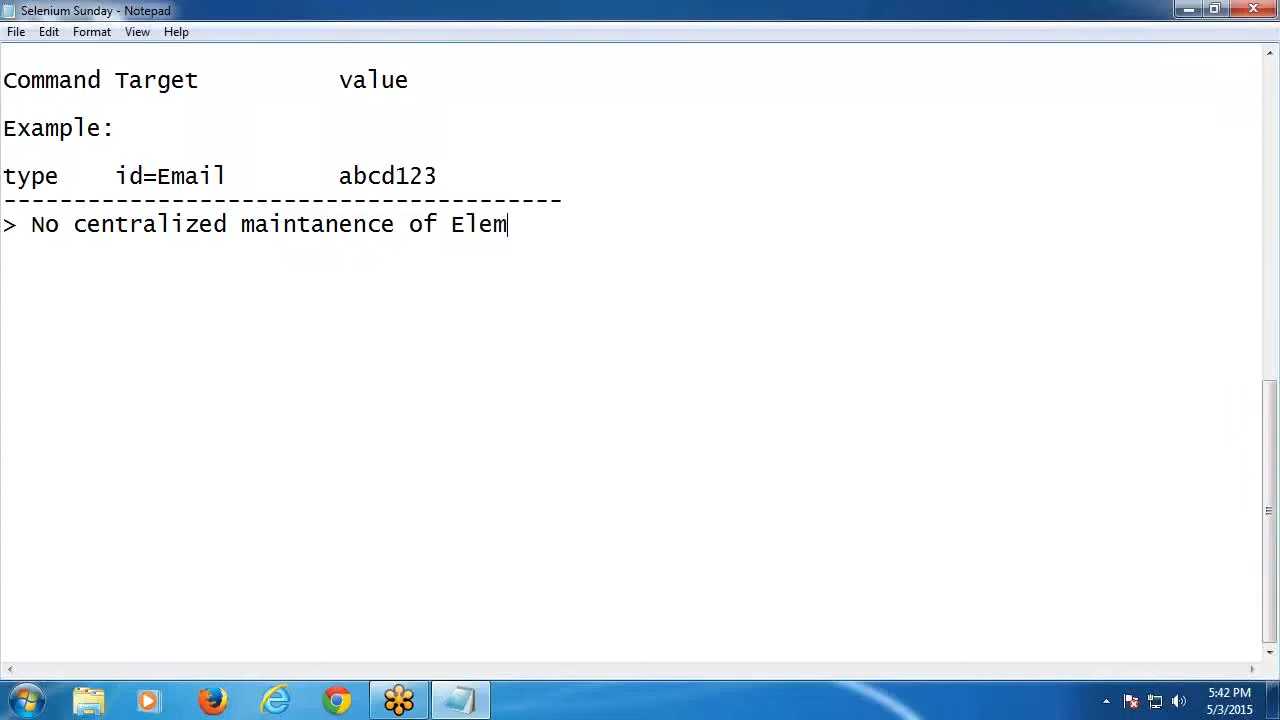 Selenium Sunday - Notepad
File Edit Format View Help
Command Target value
Example:
type id=Email abcd123
----------------------------------------
> No centralized maintanence of Elem
5:42 PM
5/3/2015